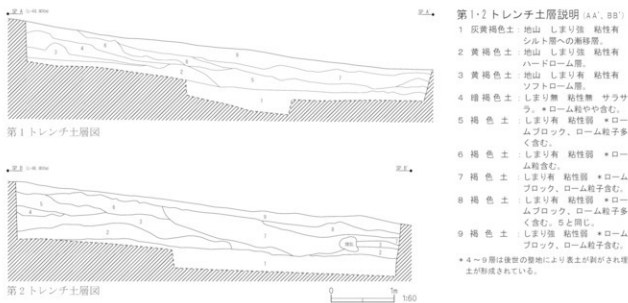 第1トレンチ土層図
第2トレンチ土層図
0 1m
1:60
第1・2トレンチ土層説明(AA',BB')
1 灰黄褐色土:地山 しまり強 粘性有
シルト層への漸移層。
2 黄褐色土:地山 しまり強 粘性有
ハードローム層。
3 黄褐色土:地山 しまり有 粘性有
ソフトローム層。
4 暗褐色土:しまり無 粘性無 サラサ
ラ。*ローム粒やや含む。
5 褐色土:しまり有 粘性弱 *ロー
ムブロック、ローム粒子多
く含む。
6 褐色土:しまり有 粘性弱 *ロー
ム粒含む。
7 褐色土:しまり有 粘性弱 *ローム
ブロック、ローム粒子含む。
8 褐色土:しまり有 粘性弱 *ロー
ムブロック、ローム粒子多
く含む。5と同じ。
9 褐色土:しまり強 粘性弱 *ローム
ブロック、ローム粒子含む。
*4~9層は後世の整地により表土が剥がされ埋
土が形成されている。